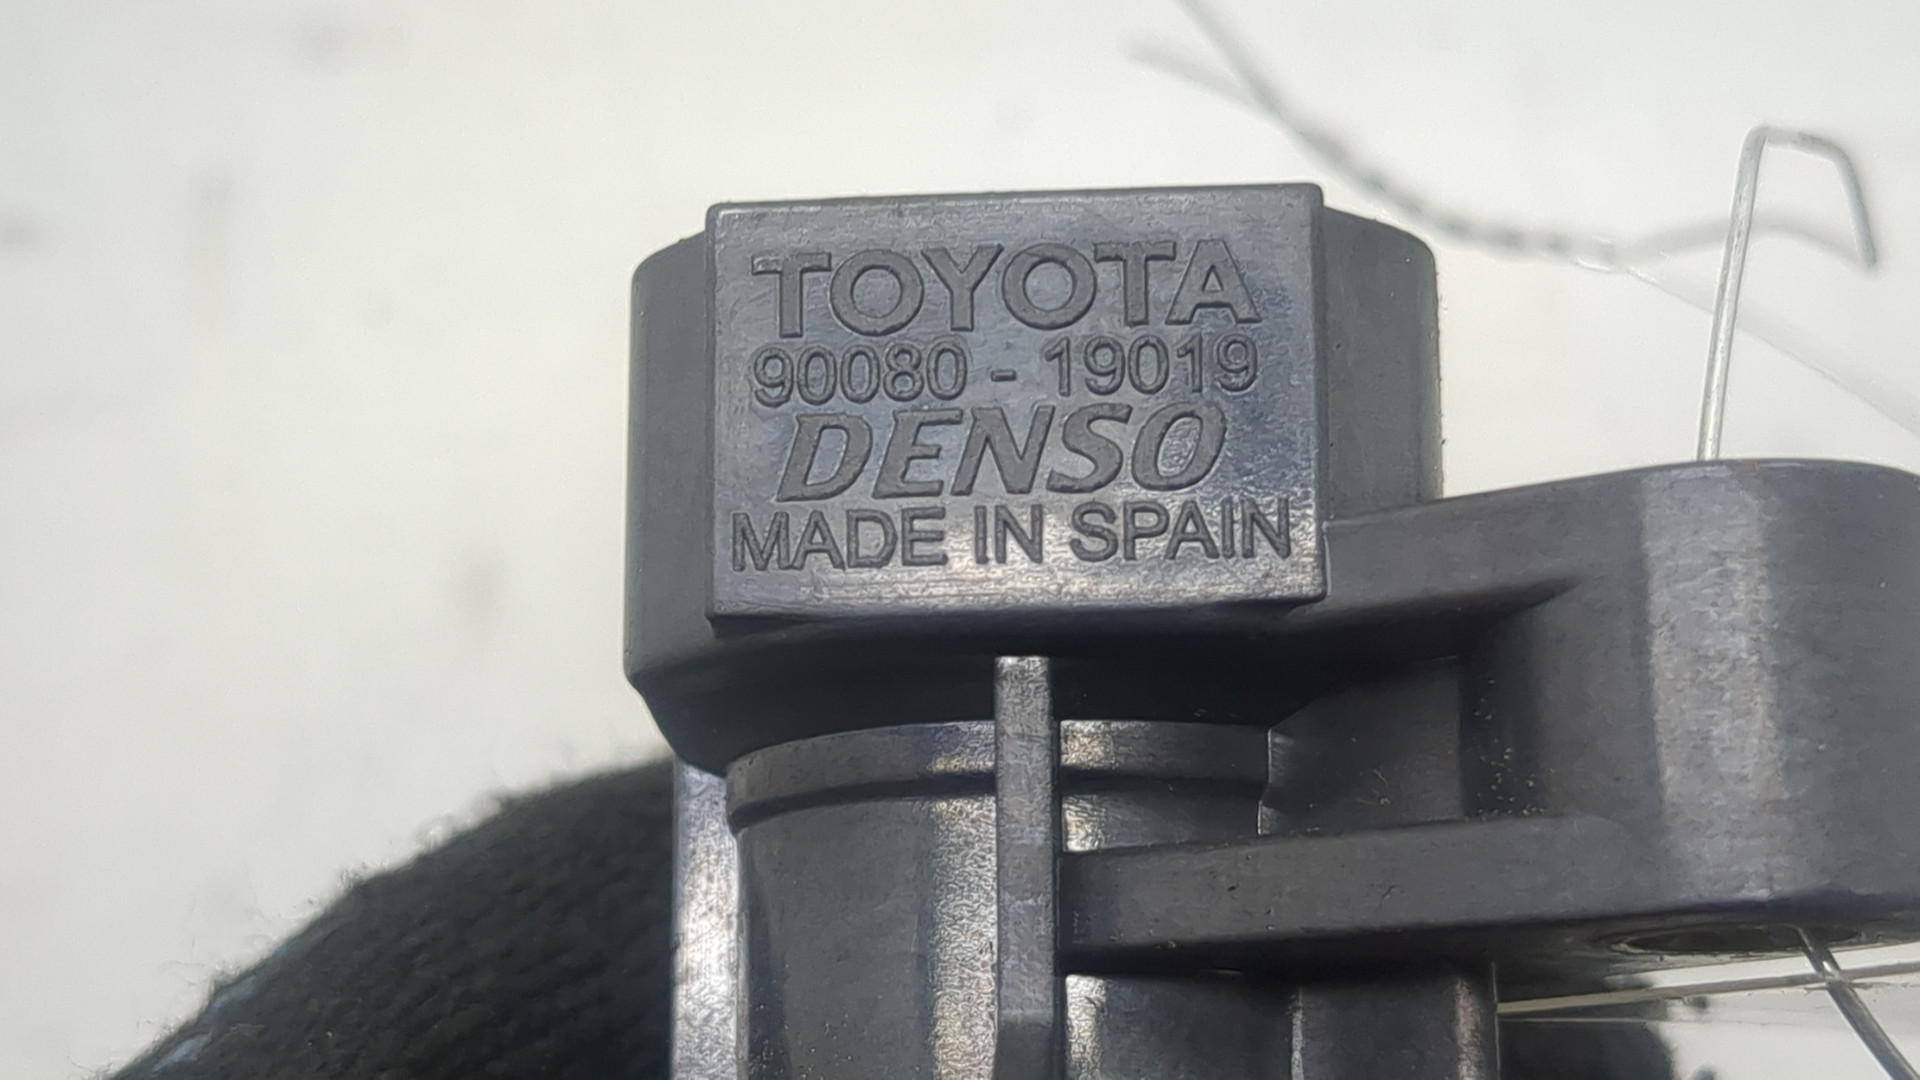 TOYOTA
90080 - 19019
DENSO
MADE IN SPAIN